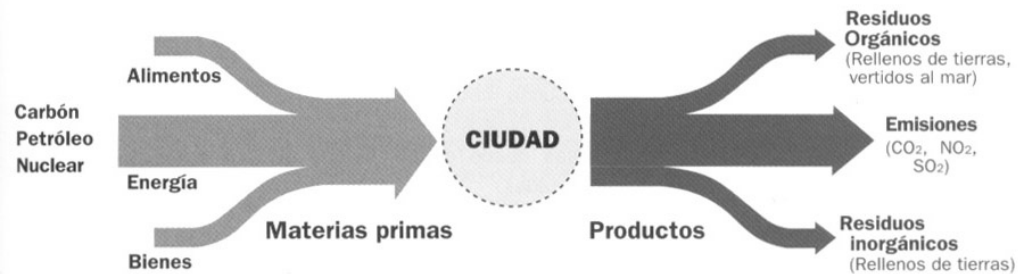 Alimentos
Carbón
Petróleo
Nuclear
Energía
Bienes
Materias primas
CIUDAD
Productos
Residuos
Orgánicos
(Rellenos de tierras,
vertidos al mar)
Emisiones
(CO₂, NO₂,
SO₂)
Residuos
inorgánicos
(Rellenos de tierras)